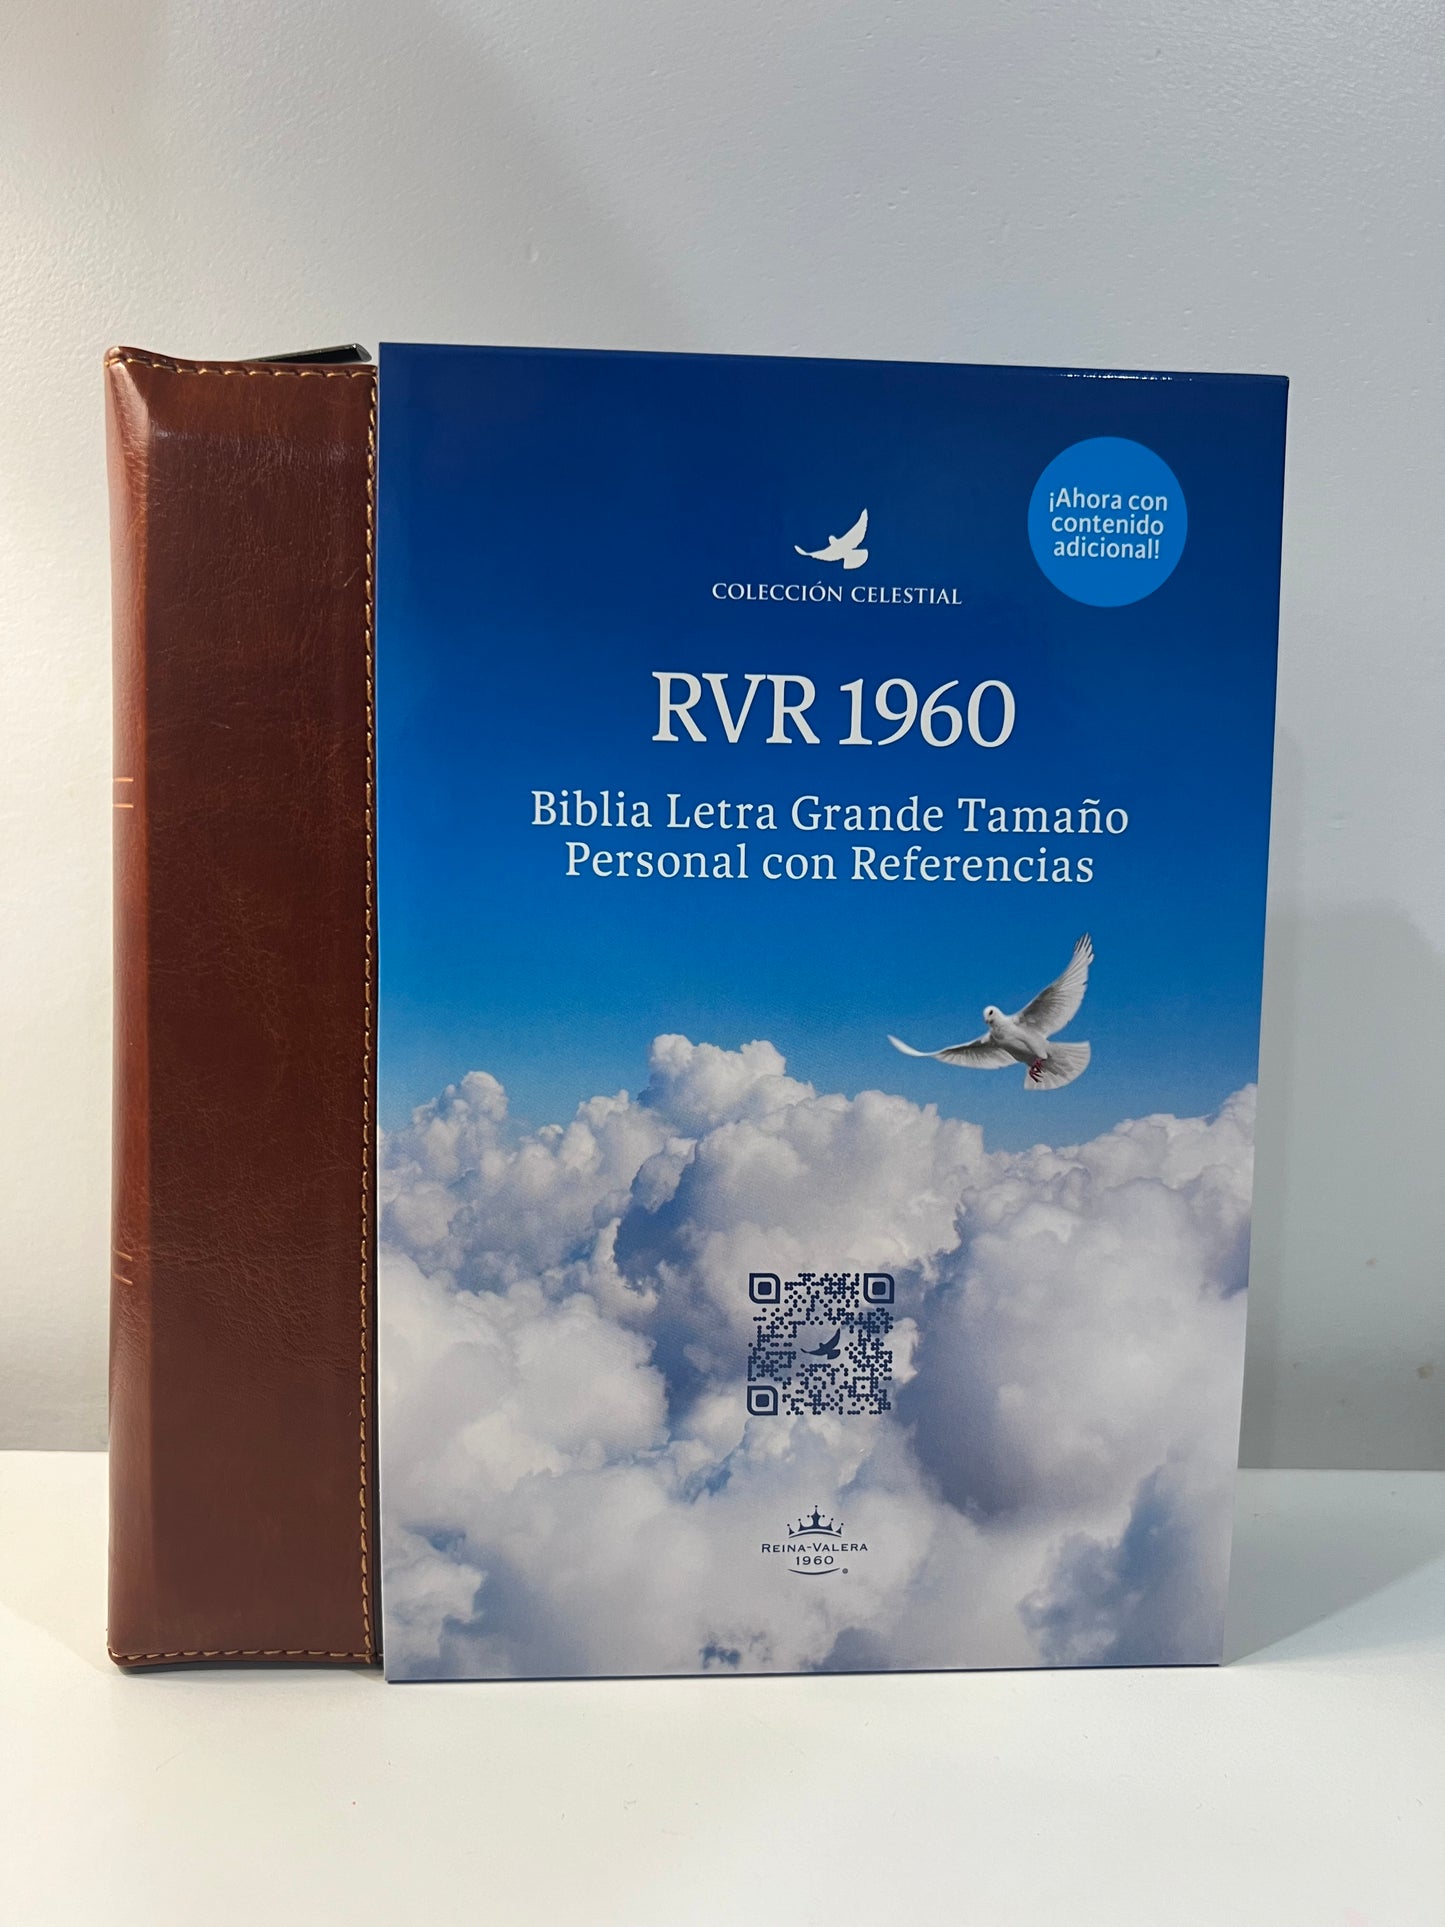 ¡Ahora con
contenido
adicional!
COLECCIÓN CELESTIAL
RVR 1960
Biblia Letra Grande Tamaño
Personal con Referencias
REINA-VALERA
1960
®